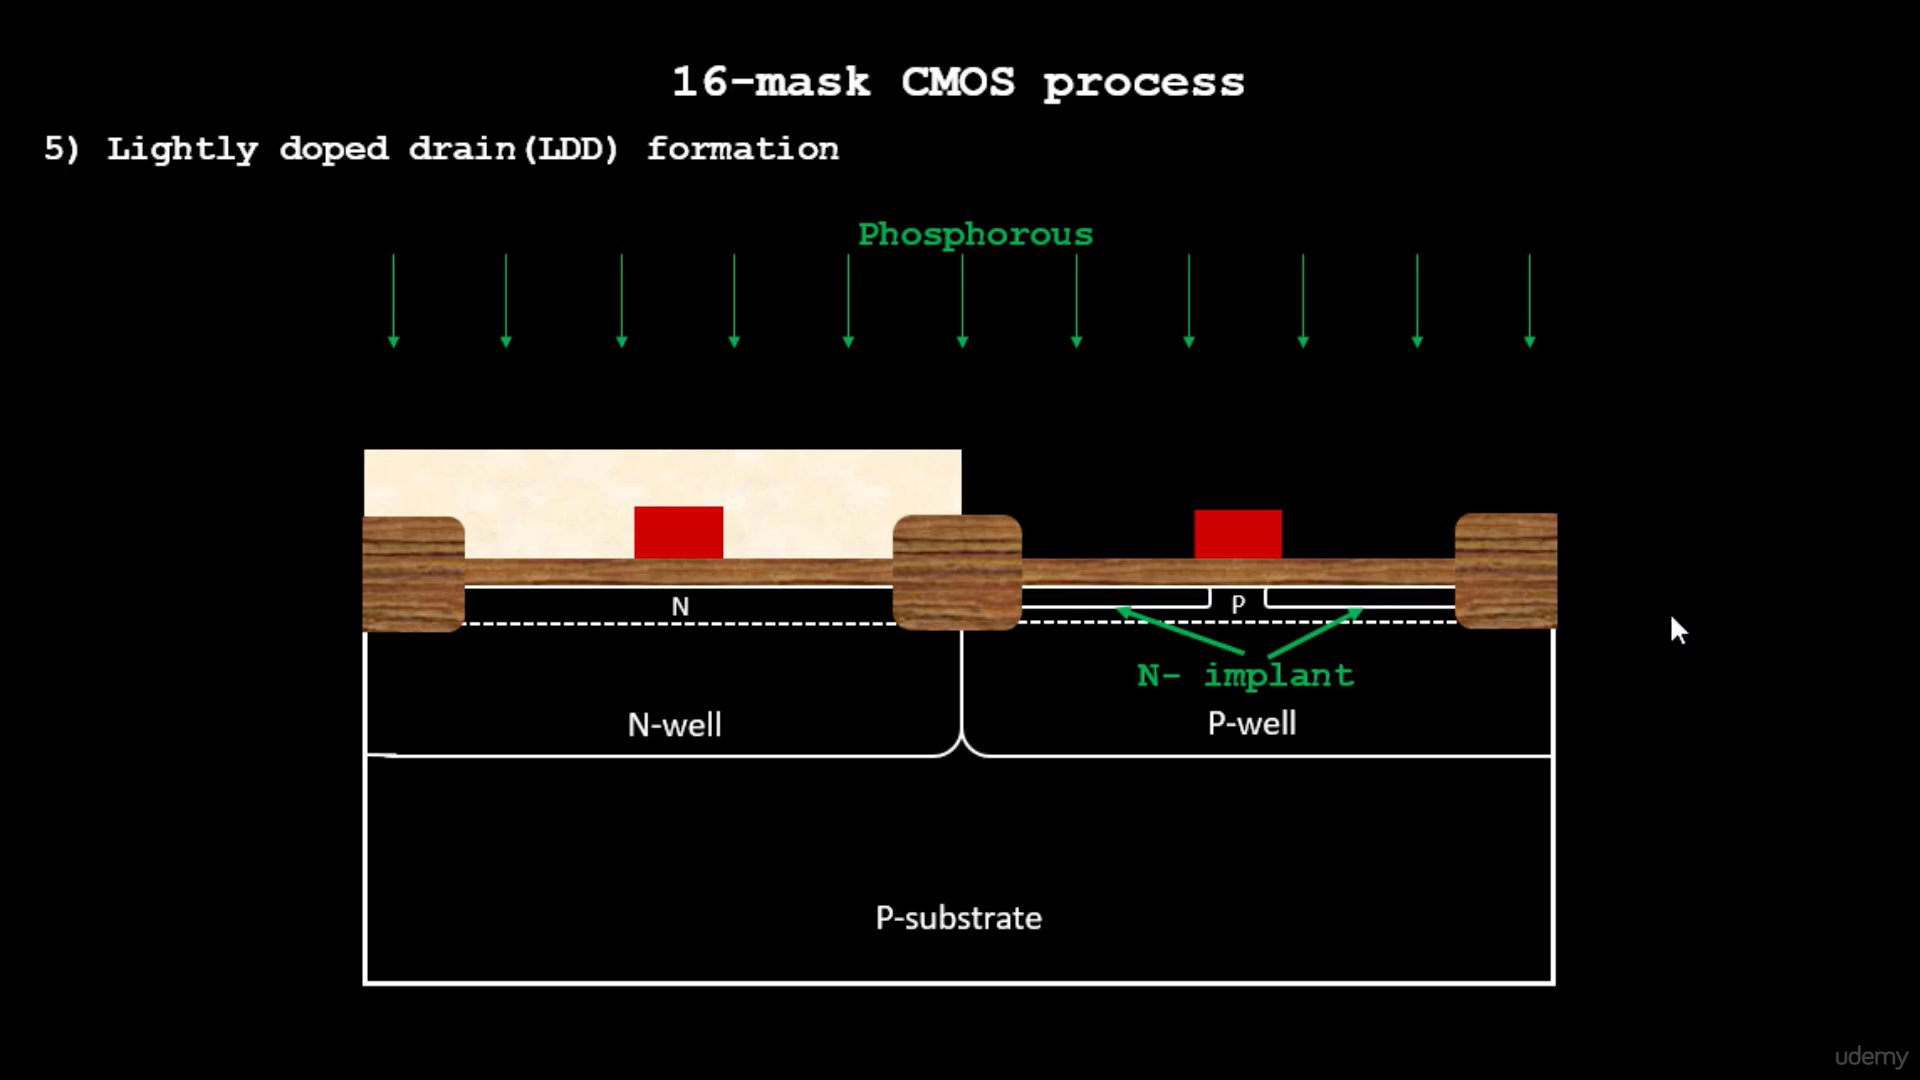 16-mask CMOS process
5) Lightly doped drain(LDD) formation
Phosphorous
N
P
N- implant
N-well
P-well
P-substrate
udemy